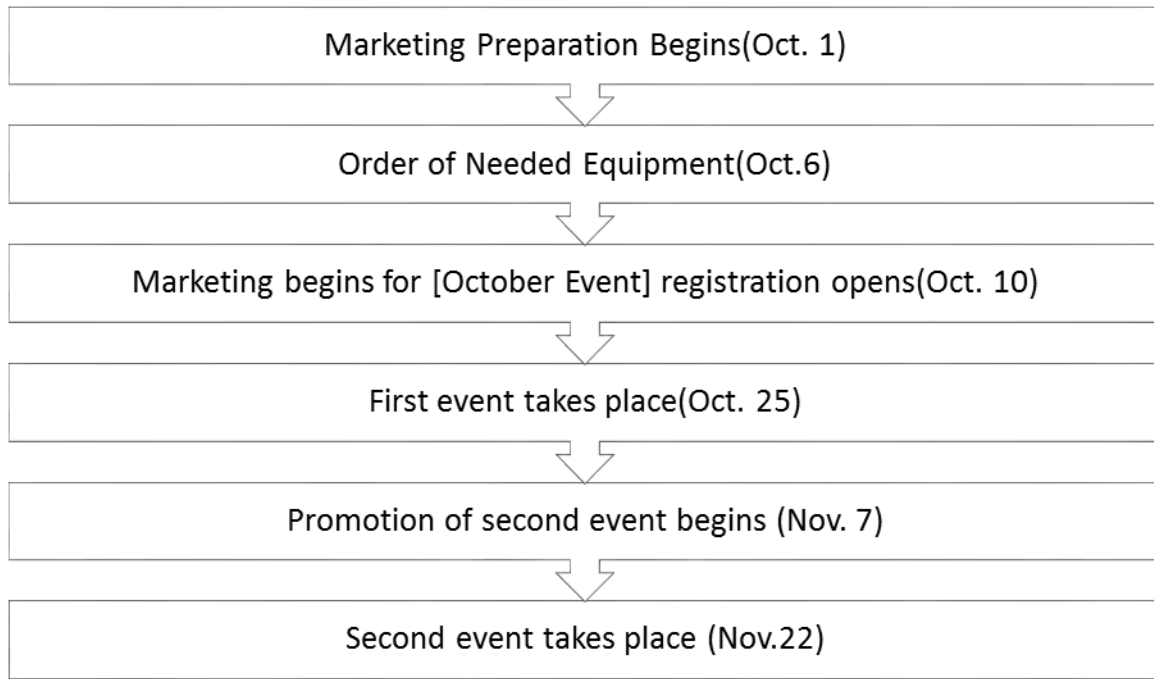 Marketing Preparation Begins(Oct. 1)
Order of Needed Equipment(Oct.6)
Marketing begins for [October Event] registration opens(Oct. 10)
First event takes place(Oct. 25)
Promotion of second event begins (Nov. 7)
Second event takes place (Nov.22)